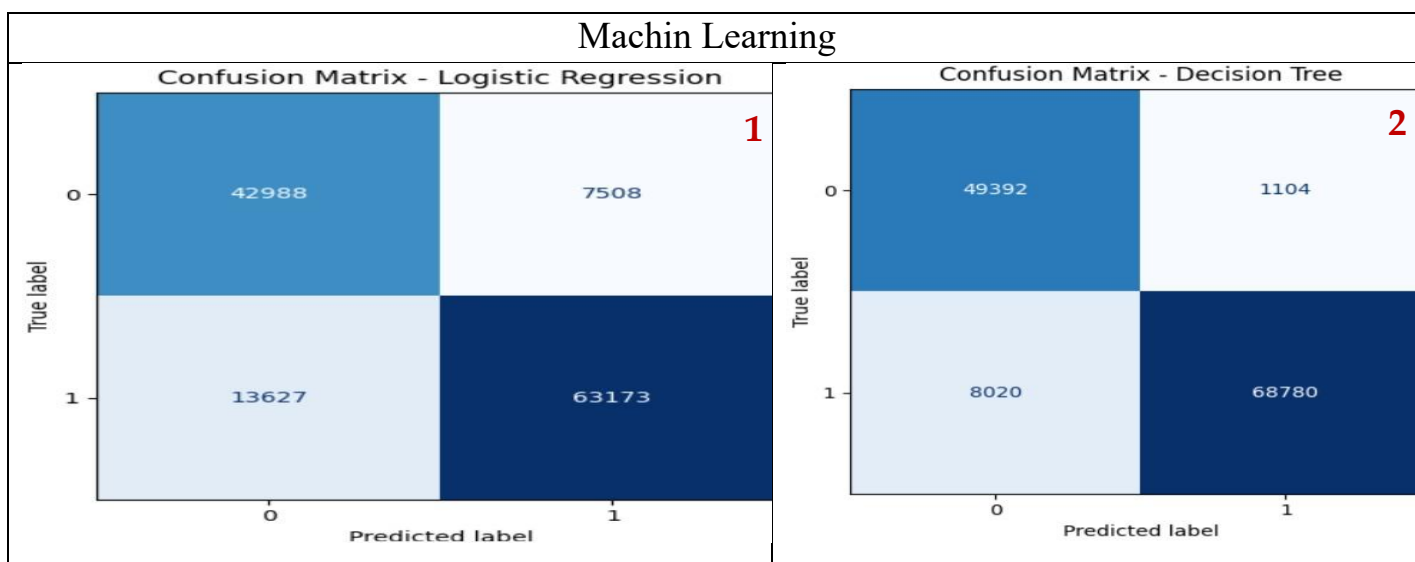 Machin Learning
Confusion Matrix - Logistic Regression
1
0
42988
7508
True label
1
13627
63173
0
1
Predicted label
Confusion Matrix - Decision Tree
2
0
49392
1104
True label
1
8020
68780
0
1
Predicted label